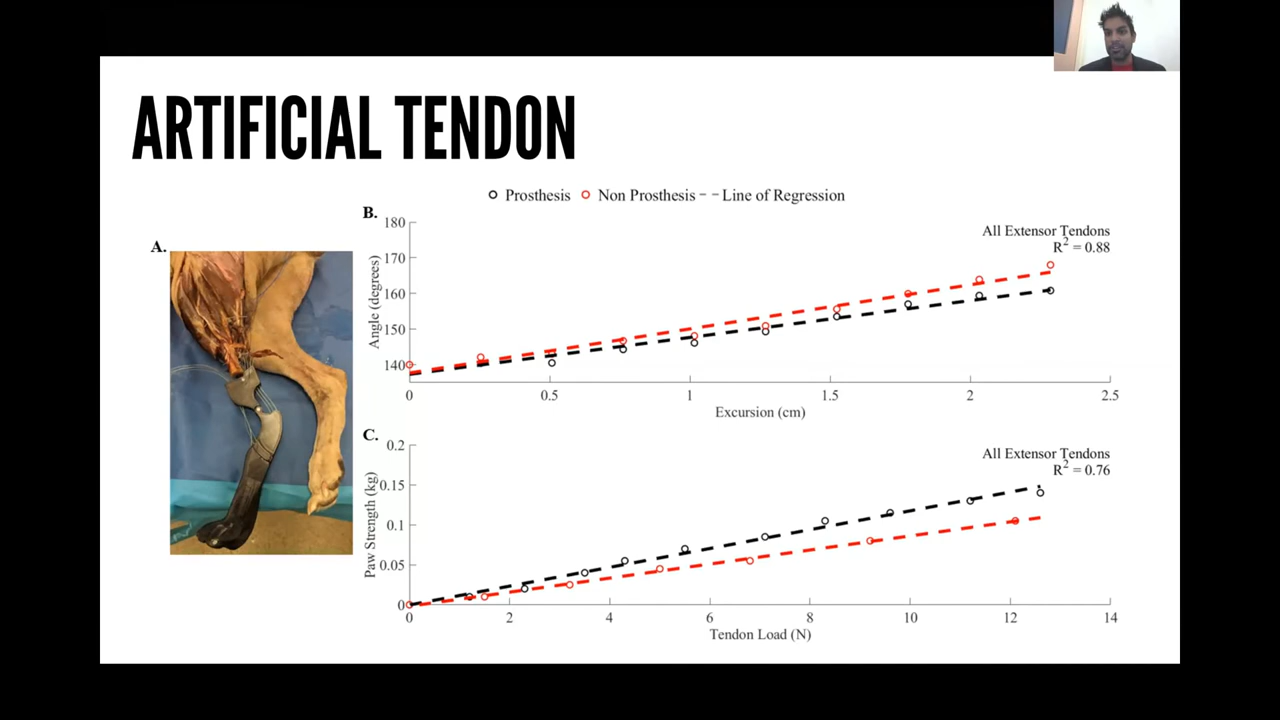 ARTIFICIAL TENDON
Prosthesis Non Prosthesis Line of Regression
A.
B.
180
170
160
150
140
Angle (degrees)
All Extensor Tendons
R² = 0.88
0 0.5 1 1.5 2 2.5
Excursion (cm)
C.
0.2
0.15
0.1
0.05
0
Paw Strength (kg)
All Extensor Tendons
R² = 0.76
0 2 4 6 8 10 12 14
Tendon Load (N)